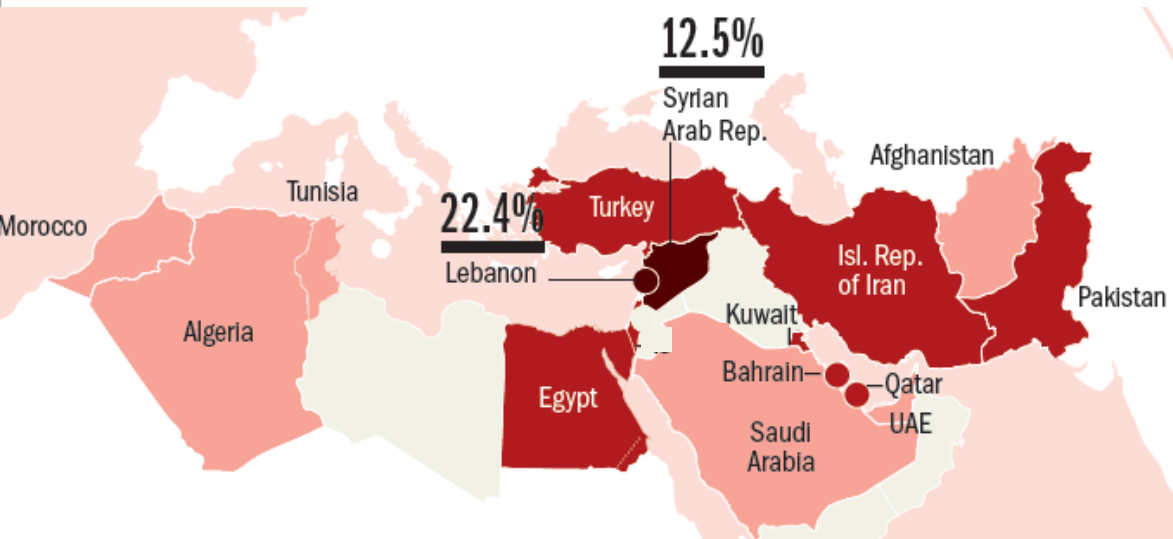 12.5%
Syrian
Arab Rep.
Afghanistan
Tunisia
22.4%
Turkey
Morocco
Lebanon
Isl. Rep.
of Iran
Pakistan
Kuwait
Algeria
Bahrain
Qatar
Egypt
UAE
Saudi
Arabia